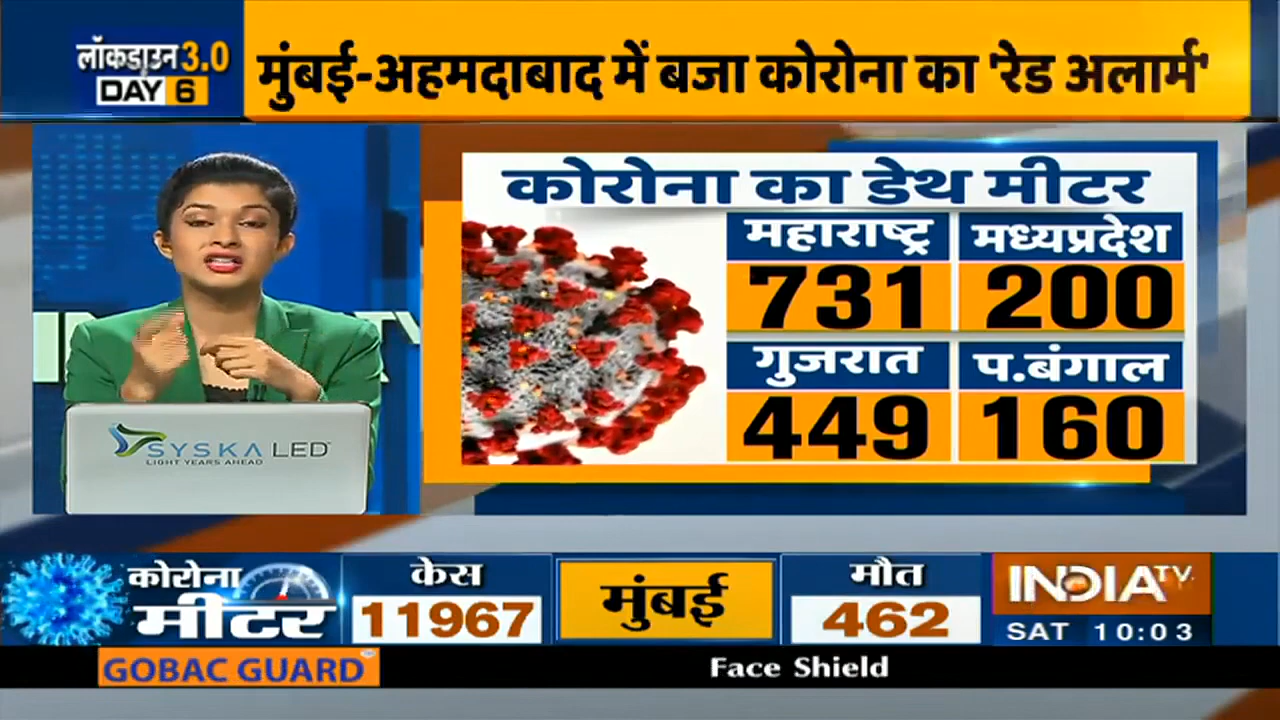 लॉकडाउन 3.0
DAY 6
मुंबई-अहमदाबाद में बजा कोरोना का 'रेड अलार्म'
कोरोना का डेथ मीटर
महाराष्ट्र
731
मध्यप्रदेश
200
गुजरात
449
प.बंगाल
160
SYSKA LED
LIGHT YEARS AHEAD
कोरोना
मीटर
केस
11967
मुंबई
मौत
462
INDIA TV
SAT 10:03
GOBAC GUARD
Face Shield